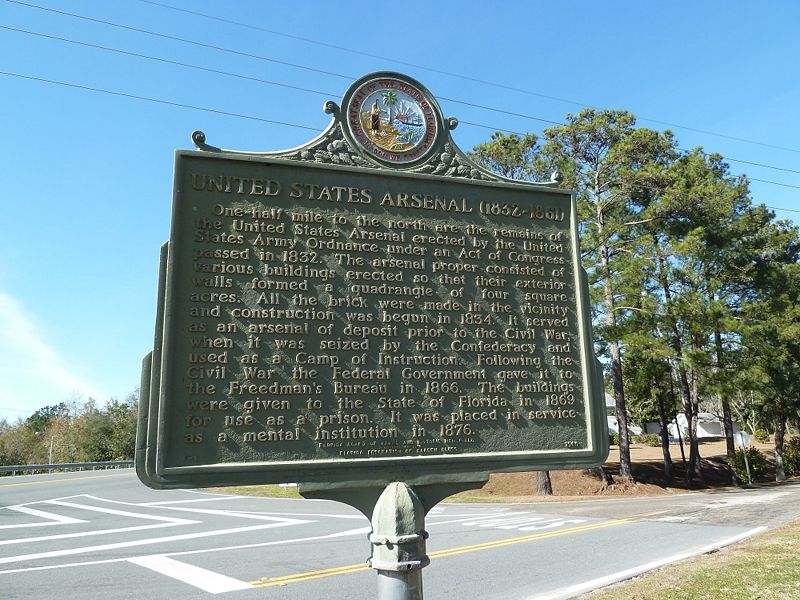 UNITED STATES ARSENAL (1832-1861)
One-half mile to the north are the remains of
the United States Arsenal erected by the United
States Army Ordnance under an Act of Congress
passed in 1832. The arsenal proper consisted of
various buildings erected so that their exterior
walls formed a quadrangle of four square
acres. All the brick were made in the vicinity
and construction was begun in 1834. It served
as an arsenal of deposit prior to the Civil War,
when it was seized by the Confederacy and
used as a Camp of Instruction. Following the
Civil War the Federal Government gave it to
the Freedman's Bureau in 1866. The buildings
were given to the State of Florida in 1869
for use as a prison. It was placed in service
as a mental institution in 1876.
FLORIDA BOARD OF PARKS AND HISTORIC MEMORIALS
FLORIDA FEDERATION OF GARDEN CLUBS